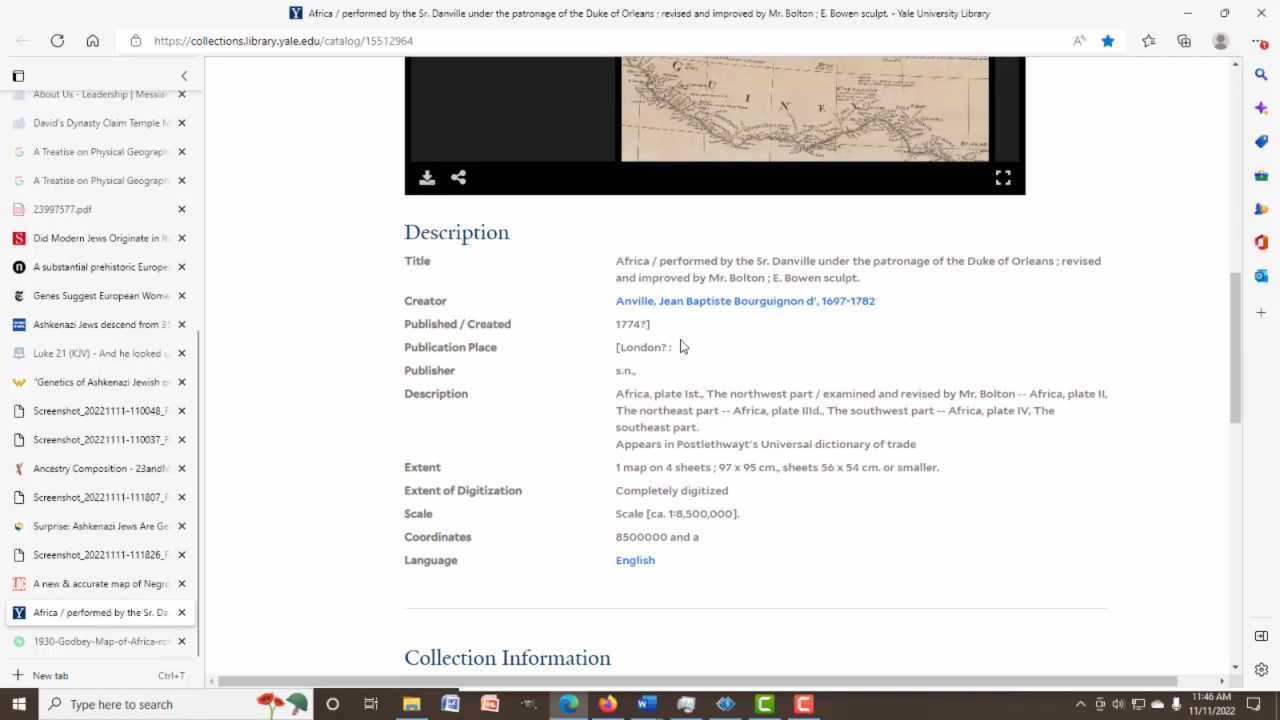 Africa / performed by the Sr. Danville under the patronage of the Duke of Orleans ; revised and improved by Mr. Bolton ; E. Bowen sculpt. - Yale University Library
https://collections.library.yale.edu/catalog/15512964
About Us - Leadership | Messia
David's Dynasty Claim Temple M
A Treatise on Physical Geograph
A Treatise on Physical Geograph
23997577.pdf
Did Modern Jews Originate in It
A substantial prehistoric Europe
Genes Suggest European Wome
Ashkenazi Jews descend from 35
Luke 21 (KJV) - And he looked u
"Genetics of Ashkenazi Jewish o
Screenshot_20221111-110048_F
Screenshot_20221111-110037_F
Ancestry Composition - 23andM
Screenshot_20221111-111807_F
Surprise: Ashkenazi Jews Are Ge
Screenshot_20221111-111826_F
A new & accurate map of Negro
Africa / performed by the Sr. Da
1930-Godbey-Map-of-Africa-ro
New tab Ctrl+T
G U I N E Y
Description
Title Africa / performed by the Sr. Danville under the patronage of the Duke of Orleans ; revised
and improved by Mr. Bolton ; E. Bowen sculpt.
Creator Anville, Jean Baptiste Bourguignon d', 1697-1782
Published / Created 1774?]
Publication Place [London? :
Publisher s.n.,
Description Africa, plate Ist., The northwest part / examined and revised by Mr. Bolton -- Africa, plate II,
The northeast part -- Africa, plate IIId., The southwest part -- Africa, plate IV, The
southeast part.
Appears in Postlethwayt's Universal dictionary of trade
Extent 1 map on 4 sheets ; 97 x 95 cm., sheets 56 x 54 cm. or smaller.
Extent of Digitization Completely digitized
Scale Scale [ca. 1:8,500,000].
Coordinates 8500000 and a
Language English
Collection Information
Type here to search
11:46 AM
11/11/2022